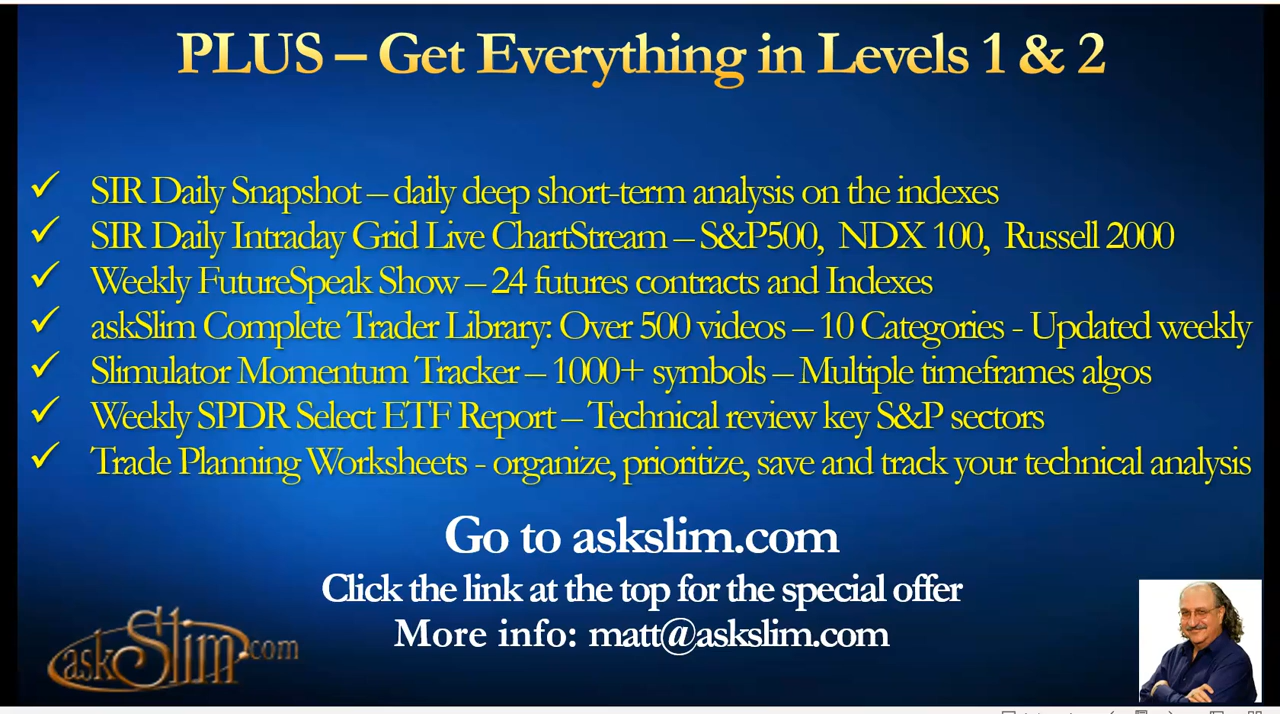 PLUS – Get Everything in Levels 1 & 2
✓ SIR Daily Snapshot – daily deep short-term analysis on the indexes
✓ SIR Daily Intraday Grid Live ChartStream – S&P500, NDX 100, Russell 2000
✓ Weekly FutureSpeak Show – 24 futures contracts and Indexes
✓ askSlim Complete Trader Library: Over 500 videos – 10 Categories - Updated weekly
✓ Slimulator Momentum Tracker – 1000+ symbols – Multiple timeframes algos
✓ Weekly SPDR Select ETF Report – Technical review key S&P sectors
✓ Trade Planning Worksheets - organize, prioritize, save and track your technical analysis
Go to askslim.com
Click the link at the top for the special offer
More info: matt@askslim.com
askSlim.com